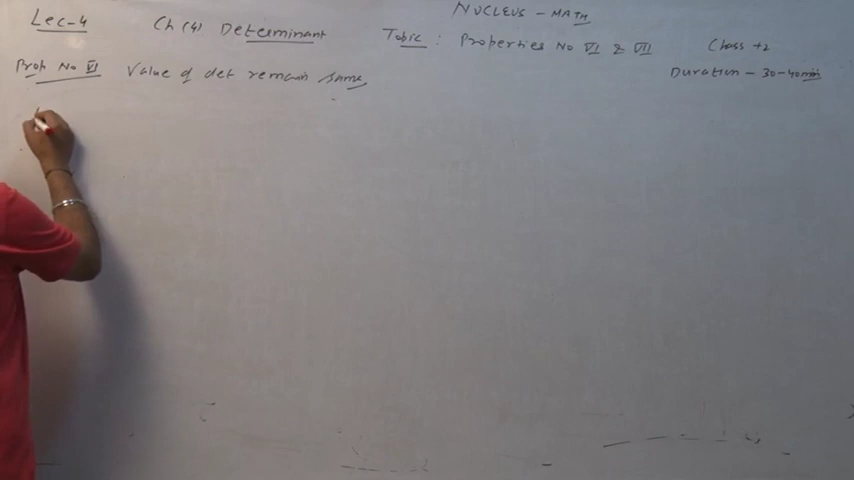 NUCLEUS - MATH
Lec-4 Ch (4) Determinant Topic : Properties No VI & VII Class +2
Prop No VI Value of det remain same Duration - 30-40min